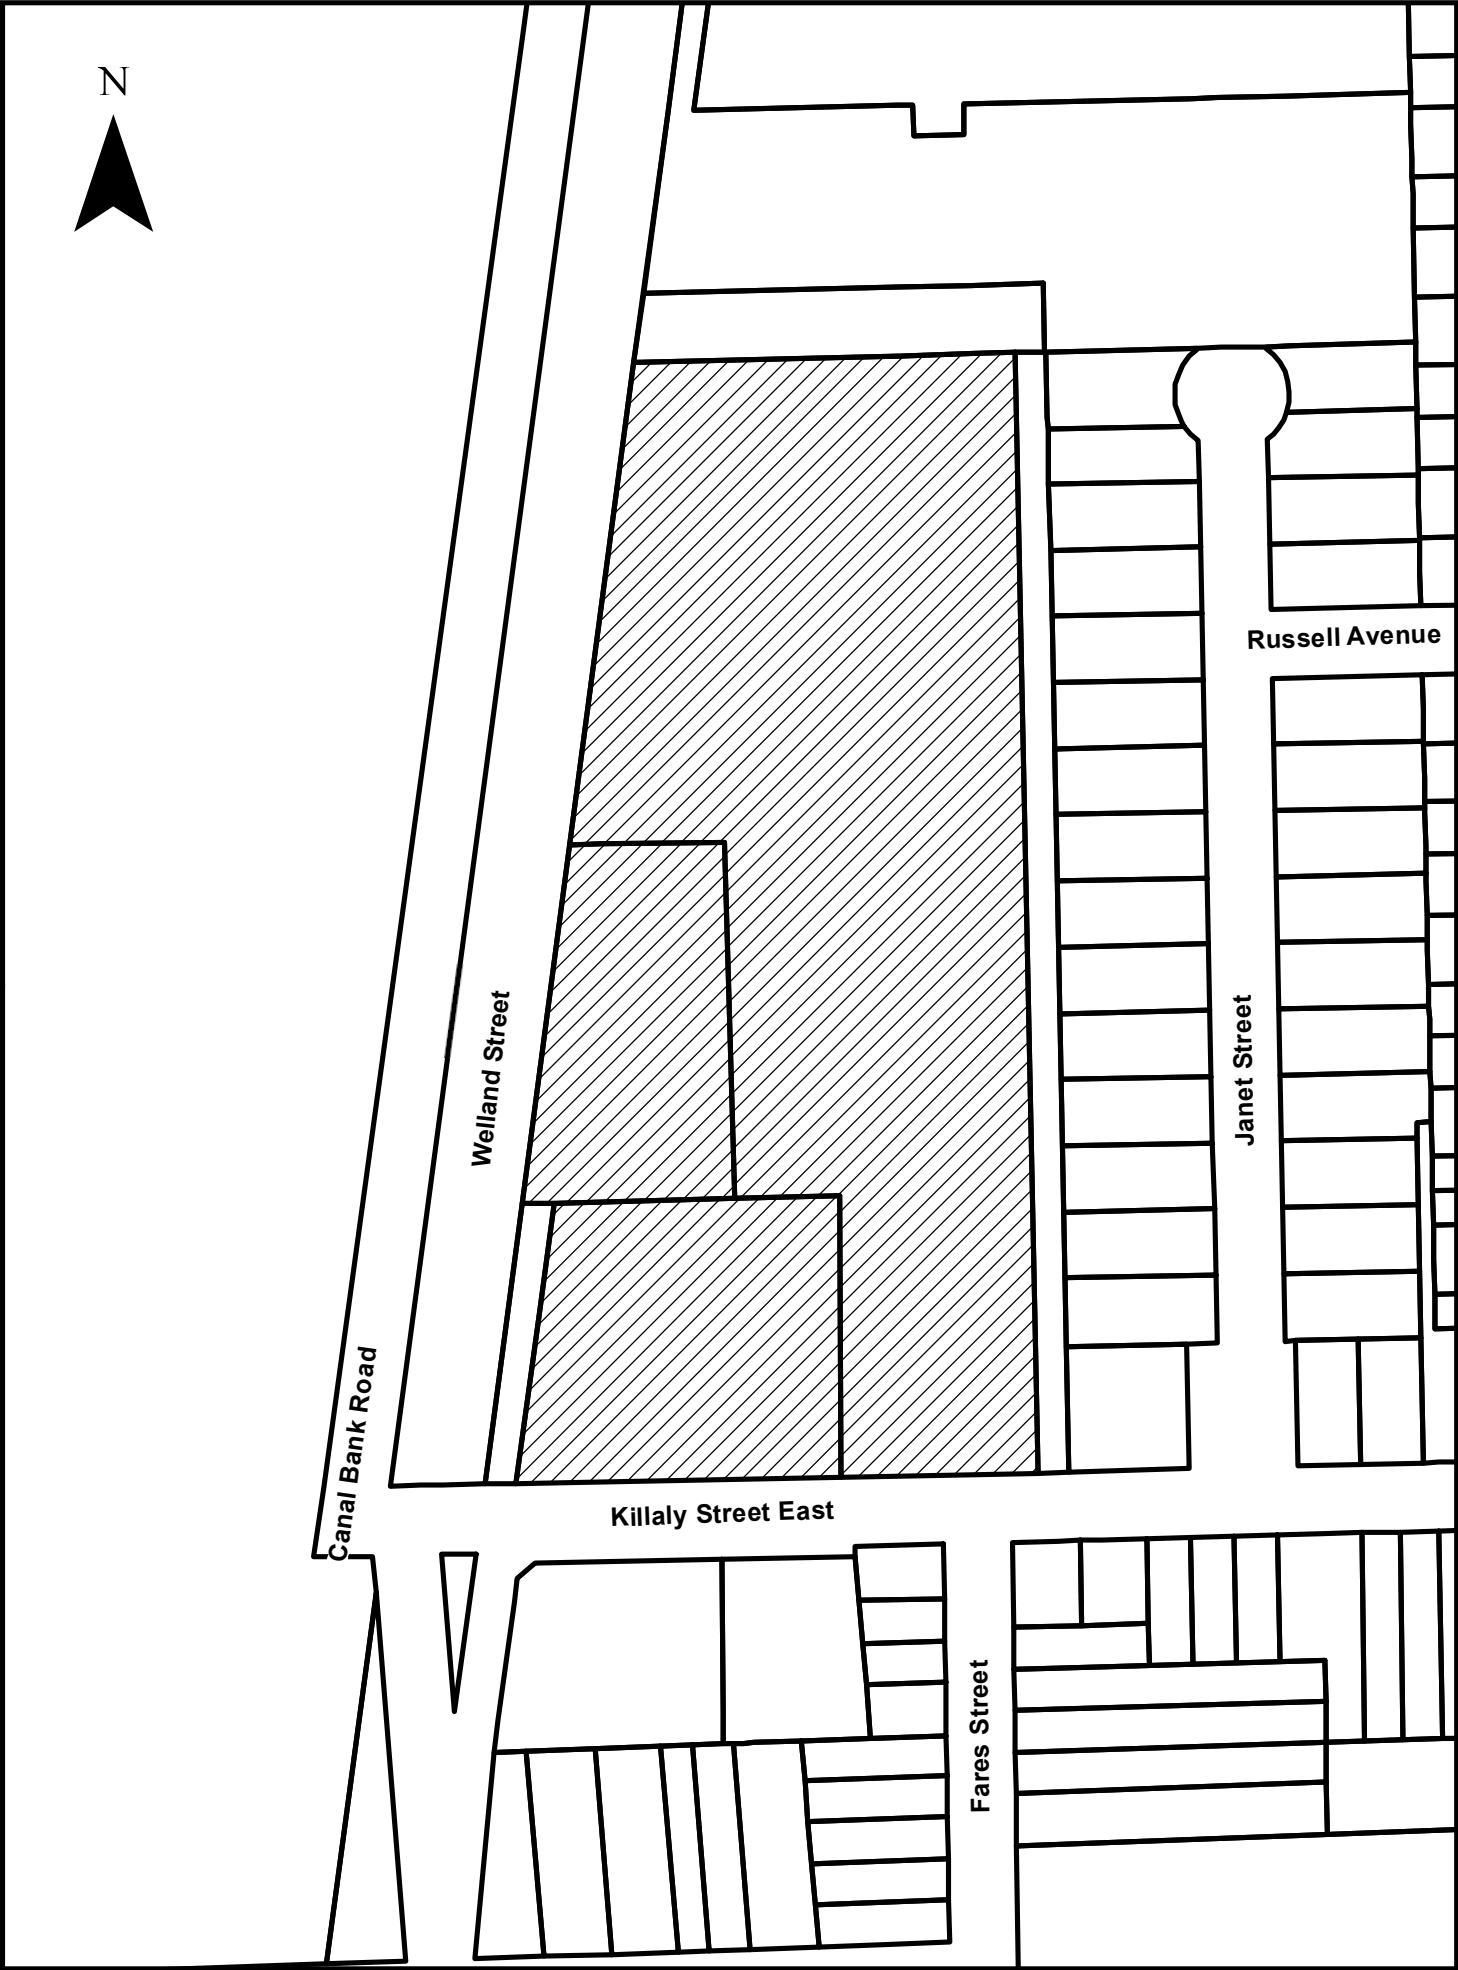 N
Russell Avenue
Welland Street
Janet Street
Canal Bank Road
Killaly Street East
Fares Street